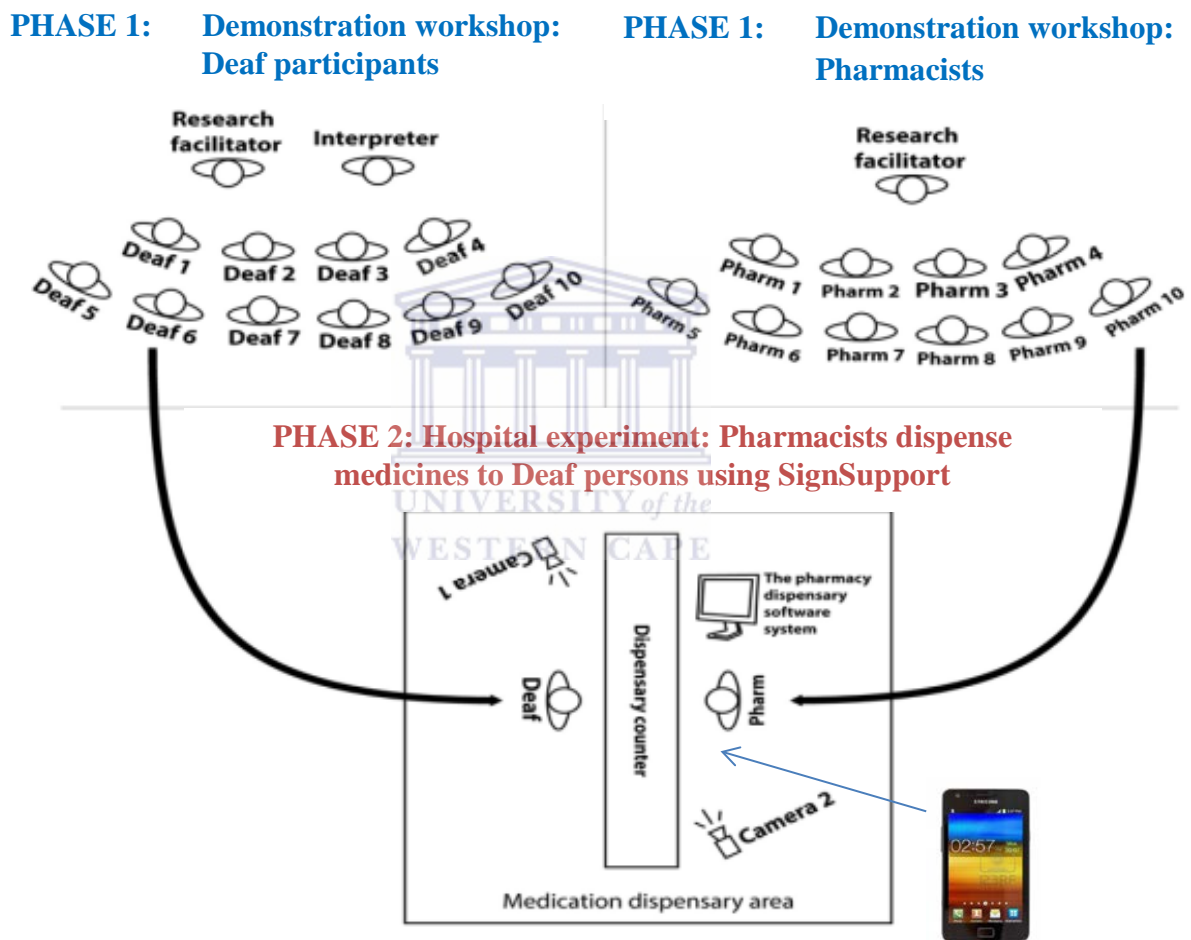 PHASE 1: Demonstration workshop:
Deaf participants
PHASE 1: Demonstration workshop:
Pharmacists
Research
facilitator
Interpreter
Deaf 1
Deaf 2
Deaf 3
Deaf 4
Deaf 5
Deaf 6
Deaf 7
Deaf 8
Deaf 9
Deaf 10
Research
facilitator
Pharm 1
Pharm 2
Pharm 3
Pharm 4
Pharm 5
Pharm 6
Pharm 7
Pharm 8
Pharm 9
Pharm 10
PHASE 2: Hospital experiment: Pharmacists dispense
medicines to Deaf persons using SignSupport
UNIVERSITY of the
WESTERN CAPE
Camera 1
The pharmacy
dispensary
software
system
Dispensary counter
Deaf
Pharm
Camera 2
Medication dispensary area
SAMSUNG
02:57
123RF